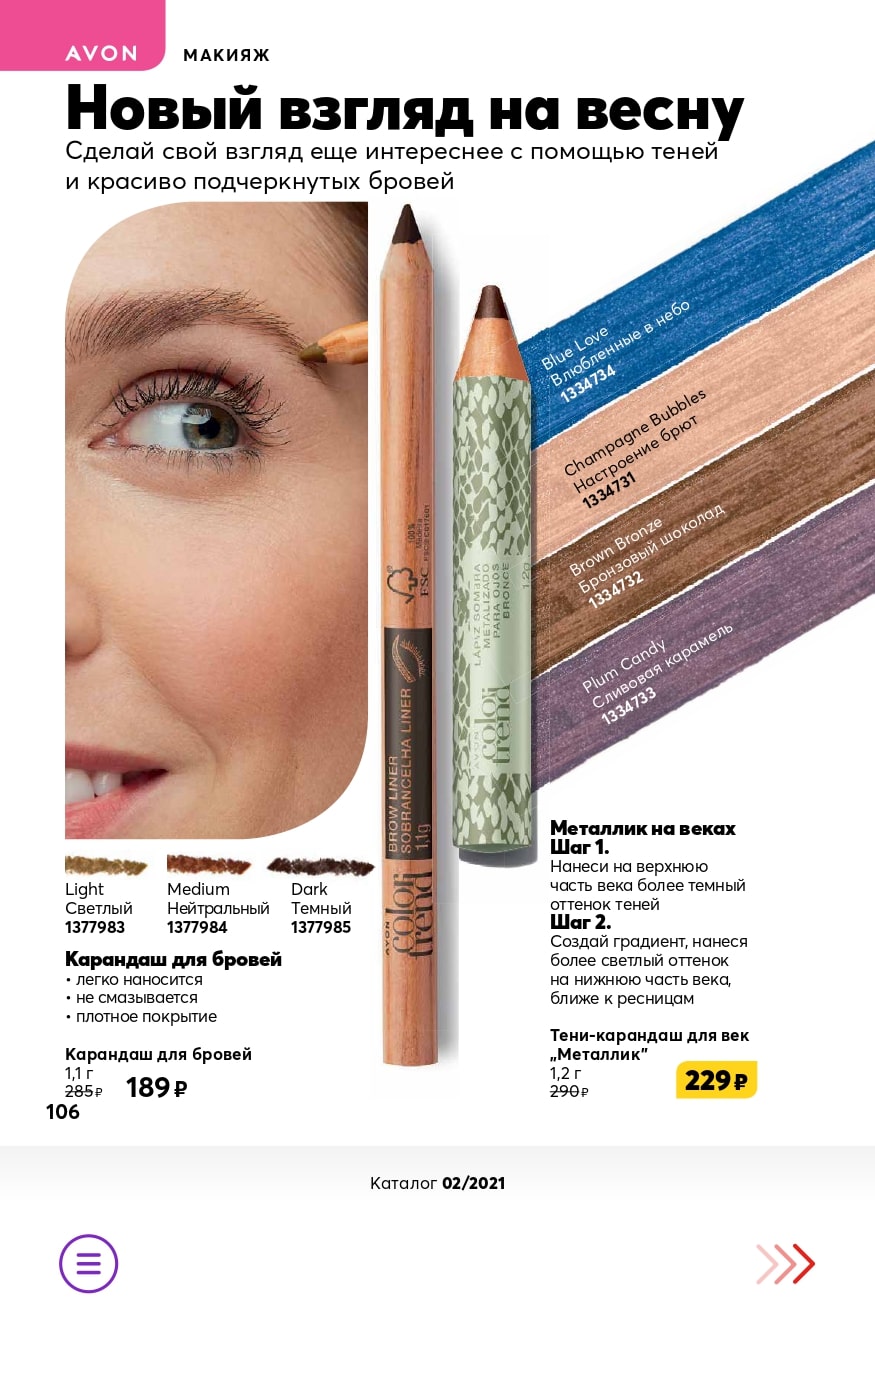 AVON
МАКИЯЖ
Новый взгляд на весну
Сделай свой взгляд еще интереснее с помощью теней
и красиво подчеркнутых бровей
Blue Love
Влюбленные в небо
1334734
Champagne Bubbles
Настроение брют
1334731
Brown Bronze
Бронзовый шоколад
1334732
Plum Candy
Сливовая карамель
1334733
100%
FSC
BROW LINER
SOBRANCELHA LINER
1,1g
AVON
color
trend
LÁPIZ SOMBRA
METALIZADO
PARA OJOS
BRONCE
1.2g
AVON
color
trend
Light
Светлый
1377983
Medium
Нейтральный
1377984
Dark
Темный
1377985
Карандаш для бровей
• легко наносится
• не смазывается
• плотное покрытие
Карандаш для бровей
1,1 г
285 ₽ 189 ₽
106
Металлик на веках
Шаг 1.
Нанеси на верхнюю
часть века более темный
оттенок теней
Шаг 2.
Создай градиент, нанеся
более светлый оттенок
на нижнюю часть века,
ближе к ресницам
Тени-карандаш для век
„Металлик”
1,2 г
290 ₽ 229 ₽
Каталог 02/2021